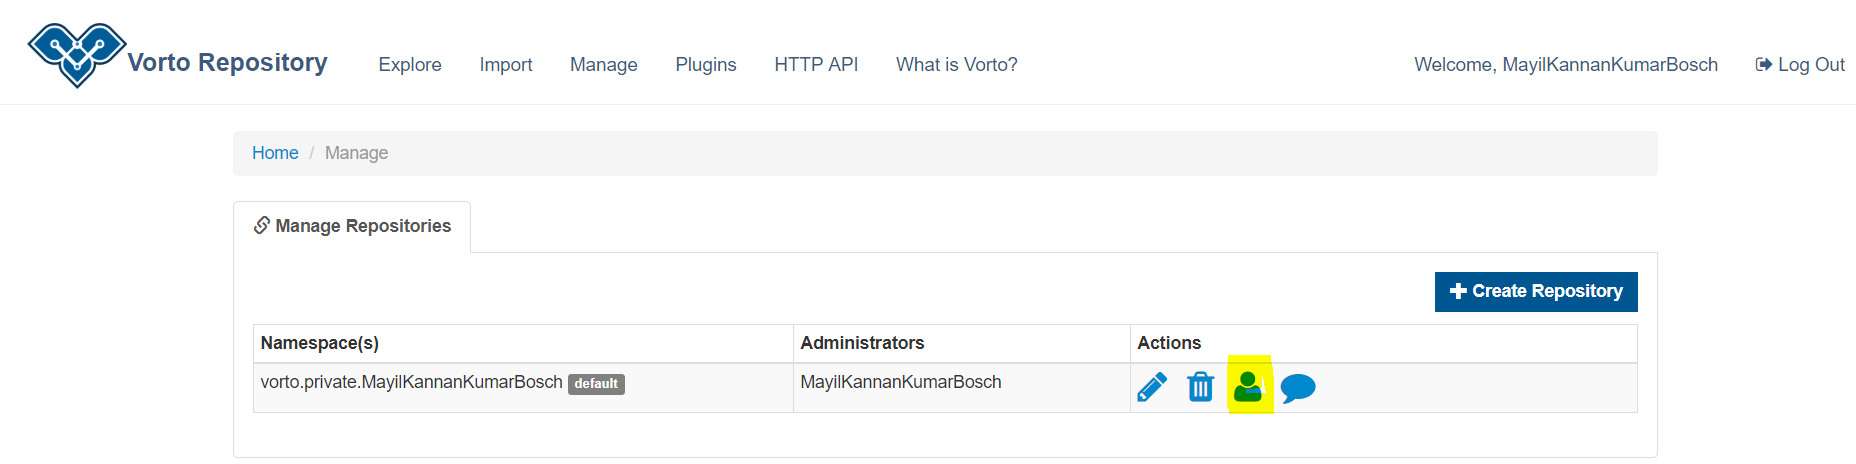 Vorto Repository Explore Import Manage Plugins HTTP API What is Vorto? Welcome, MayilKannanKumarBosch Log Out
Home / Manage
Manage Repositories
Create Repository
Namespace(s) Administrators Actions
vorto.private.MayilKannanKumarBosch default MayilKannanKumarBosch